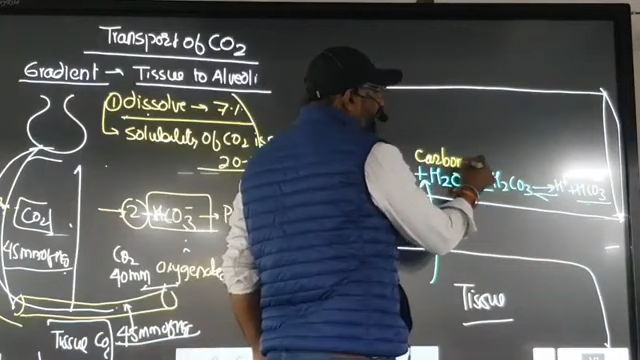 Transport of CO2
Gradient → Tissue to Alveoli
① dissolve → 7%
Solubility of CO2 is
20-
CO2
45mmofHg
→ 2 → HCO3⁻ → P
CO2
40mm
oxygena
Tissue CO2
45mmofHg
Carbon
+ H2O
H2CO3 ⇌ H⁺ + HCO3⁻
Tissue